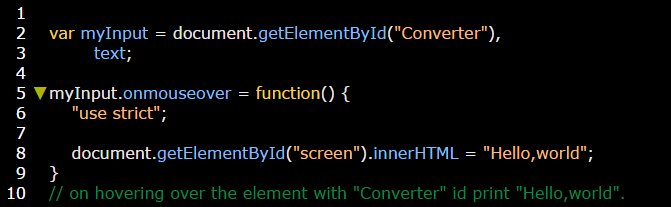 1
2 var myInput = document.getElementById("Converter"),
3 text;
4
5 myInput.onmouseover = function() {
6 "use strict";
7
8 document.getElementById("screen").innerHTML = "Hello,world";
9 }
10 // on hovering over the element with "Converter" id print "Hello,world".